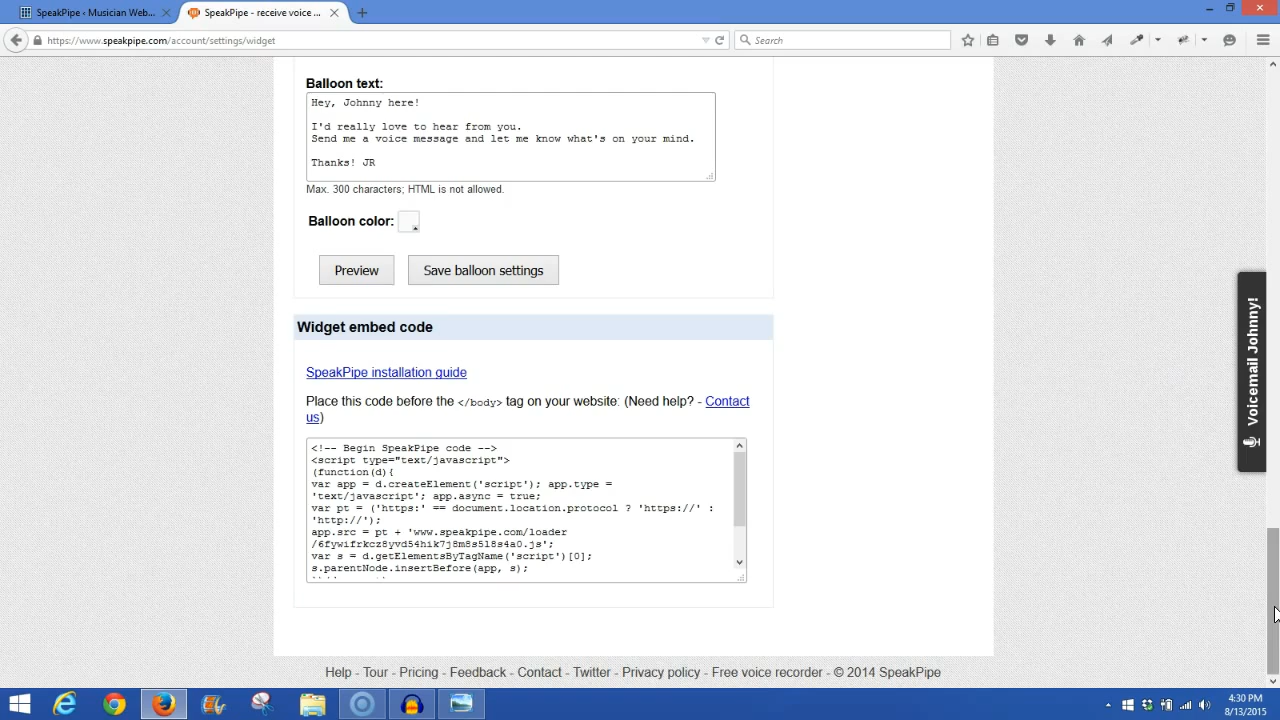 SpeakPipe ‹ Musician Web...
SpeakPipe - receive voice ...
https://www.speakpipe.com/account/settings/widget
Search
Balloon text:
Hey, Johnny here!
I'd really love to hear from you.
Send me a voice message and let me know what's on your mind.
Thanks! JR
Max. 300 characters; HTML is not allowed.
Balloon color:
Preview
Save balloon settings
Widget embed code
SpeakPipe installation guide
Place this code before the </body> tag on your website: (Need help? - Contact
us)
<!-- Begin SpeakPipe code -->
<script type="text/javascript">
(function(d){
var app = d.createElement('script'); app.type =
'text/javascript'; app.async = true;
var pt = ('https:' == document.location.protocol ? 'https://' :
'http://');
app.src = pt + 'www.speakpipe.com/loader
/6fywifrkcz8yvd54hik7j8m8s5l8s4a0.js';
var s = d.getElementsByTagName('script')[0];
s.parentNode.insertBefore(app, s);
Voicemail Johnny!
Help - Tour - Pricing - Feedback - Contact - Twitter - Privacy policy - Free voice recorder - © 2014 SpeakPipe
4:30 PM
8/13/2015